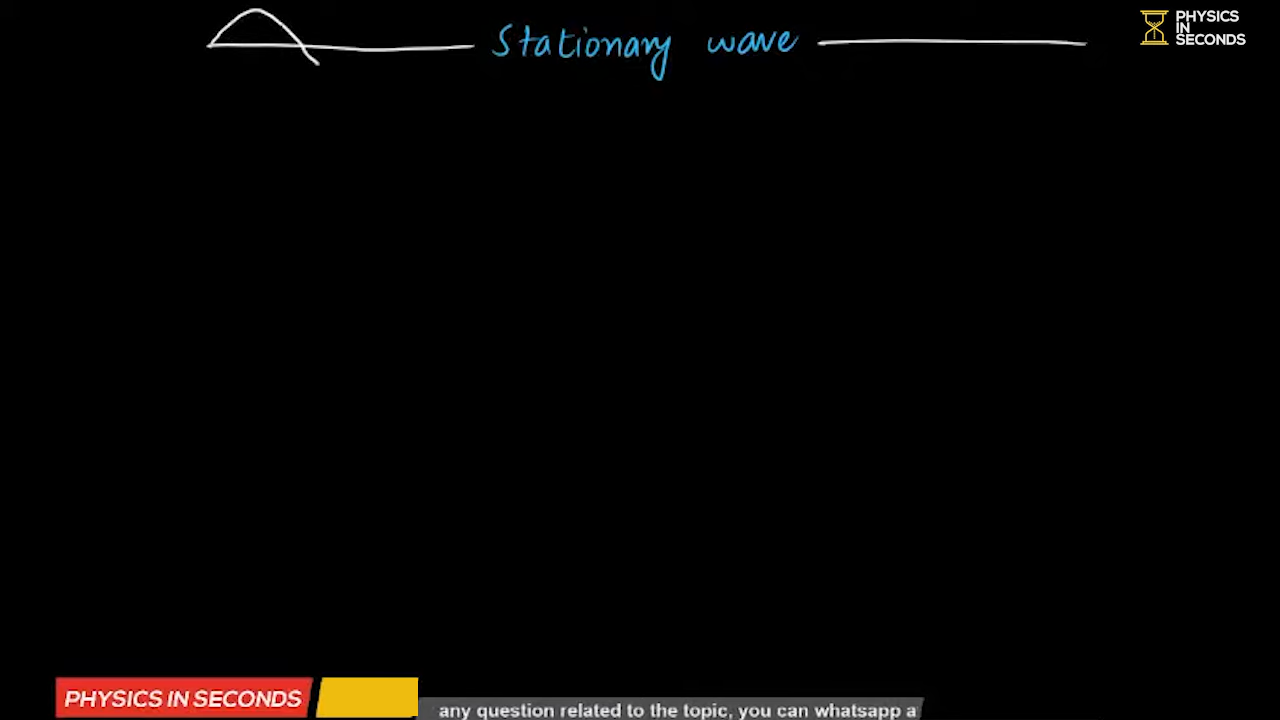 Stationary wave
PHYSICS
IN
SECONDS
PHYSICS IN SECONDS
any question related to the topic, you can whatsapp a